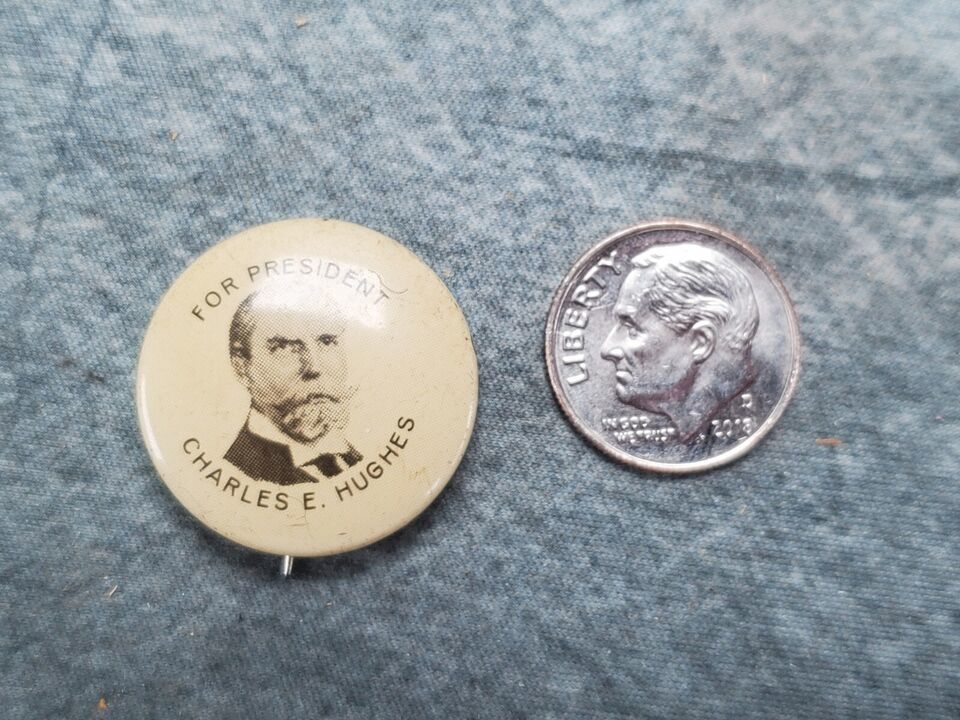 FOR PRESIDENT
CHARLES E. HUGHES
LIBERTY
IN GOD
WE TRUST
D
2018